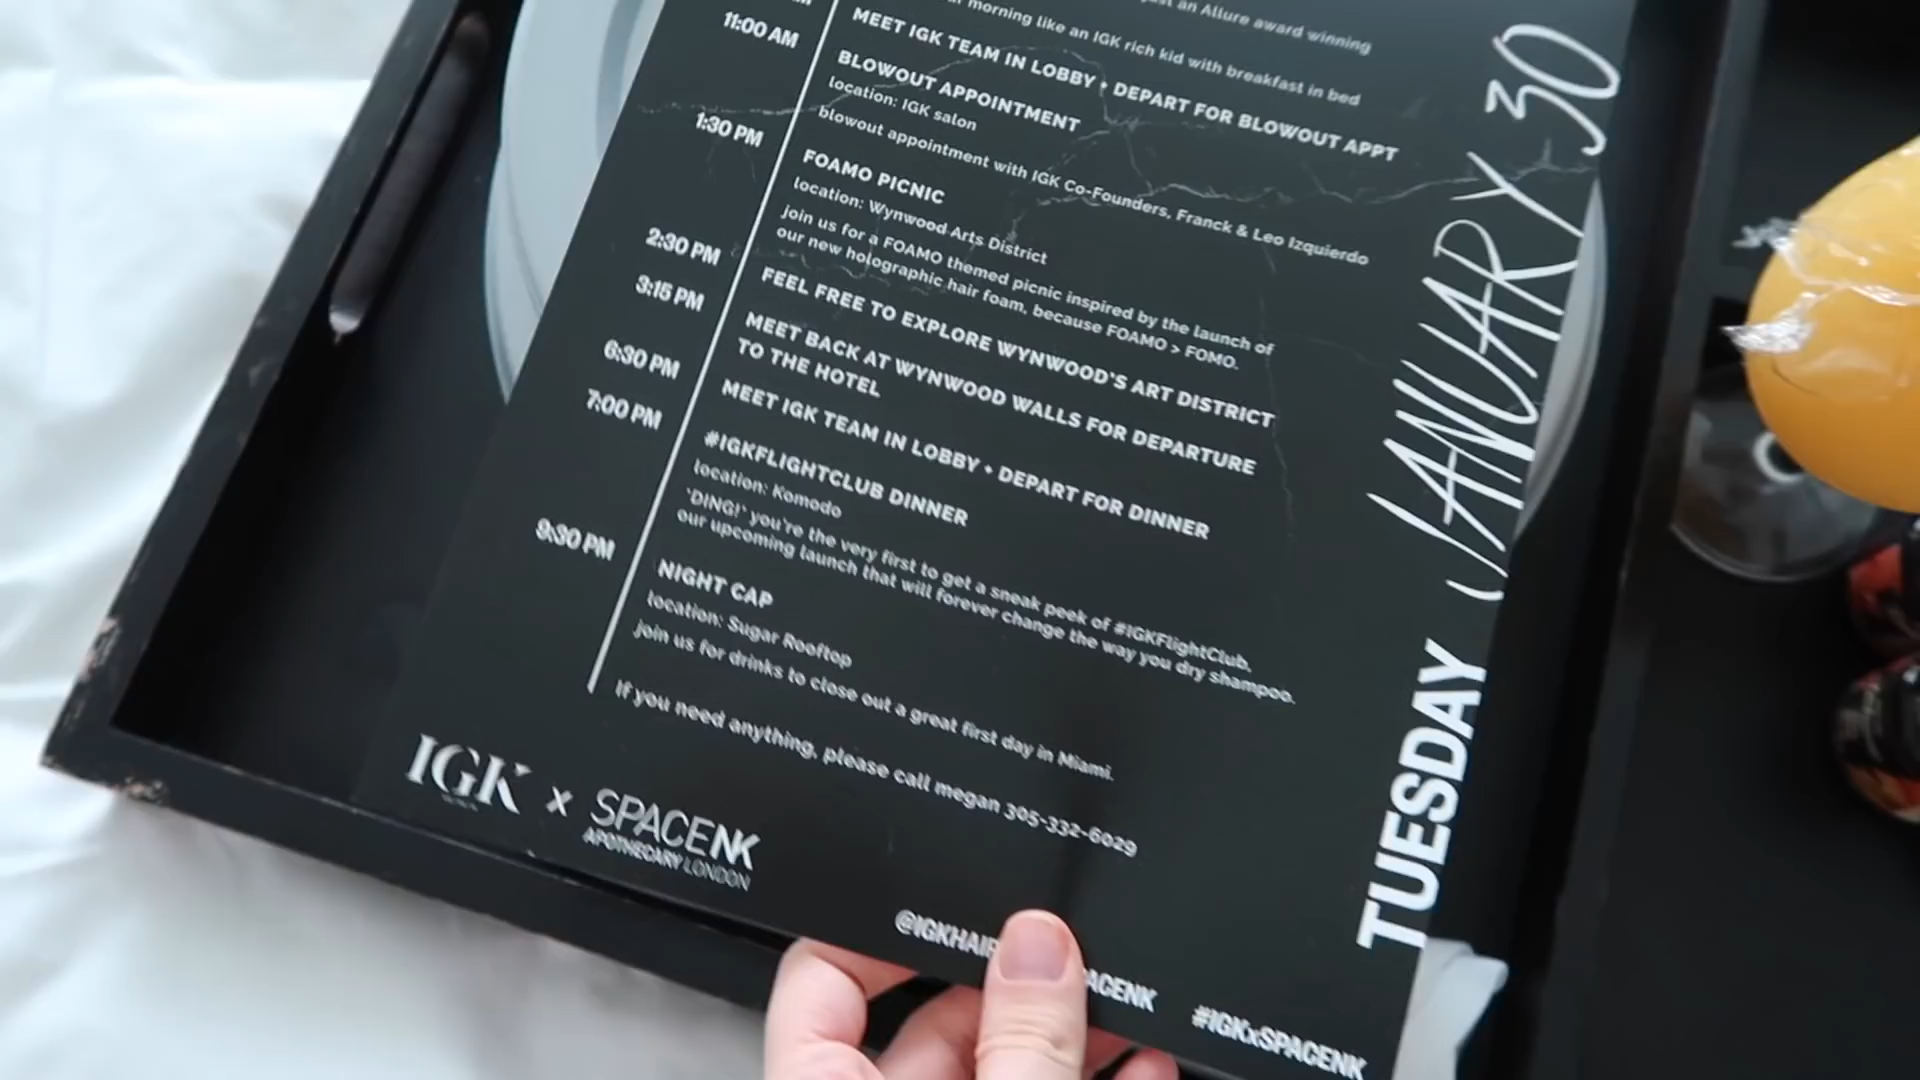 just an Allure award winning
morning like an IGK rich kid with breakfast in bed
MEET IGK TEAM IN LOBBY + DEPART FOR BLOWOUT APPT
11:00 AM
BLOWOUT APPOINTMENT
location: IGK salon
blowout appointment with IGK Co-Founders, Franck & Leo Izquierdo
1:30 PM
FOAMO PICNIC
location: Wynwood Arts District
join us for a FOAMO themed picnic inspired by the launch of
our new holographic hair foam, because FOAMO > FOMO.
2:30 PM
FEEL FREE TO EXPLORE WYNWOOD'S ART DISTRICT
3:15 PM
MEET BACK AT WYNWOOD WALLS FOR DEPARTURE
TO THE HOTEL
6:30 PM
MEET IGK TEAM IN LOBBY + DEPART FOR DINNER
7:00 PM
#IGKFLIGHTCLUB DINNER
location: Komodo
'DING!' you're the very first to get a sneak peek of #IGKFlightClub,
our upcoming launch that will forever change the way you dry shampoo.
9:30 PM
NIGHT CAP
location: Sugar Rooftop
join us for drinks to close out a great first day in Miami.
If you need anything, please call megan 305-332-6029
IGK x SPACENK
APOTHECARY LONDON
@IGKHAIR ACENK #IGKxSPACENK
TUESDAY JANUARY 30